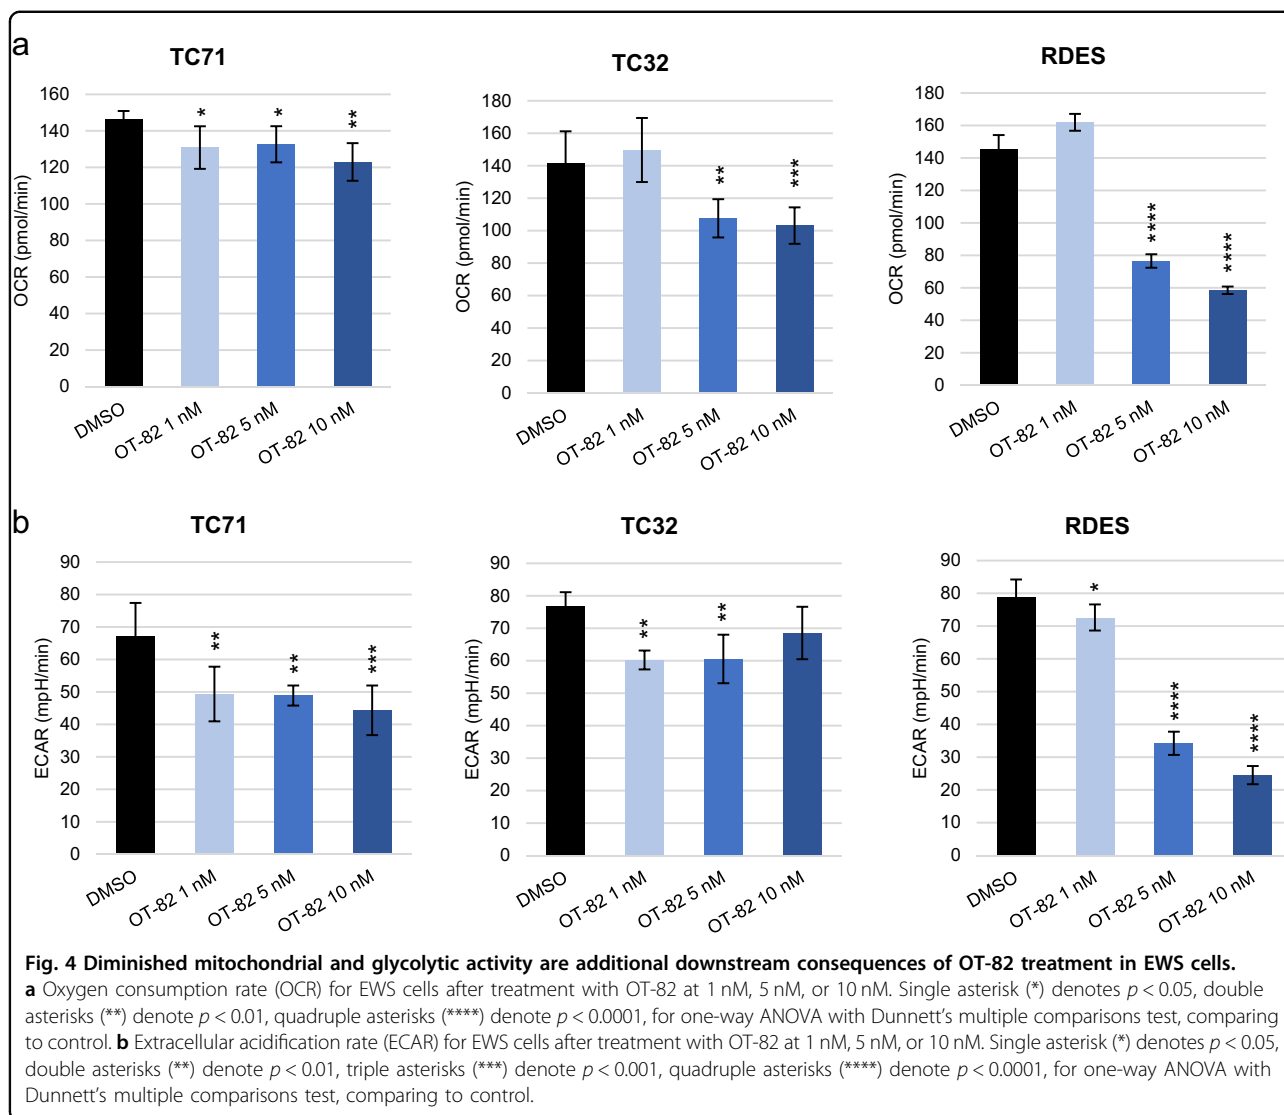 a
TC71
TC32
RDES
OCR (pmol/min)
160
140
120
100
80
60
40
20
0
*
*
**
DMSO
OT-82 1 nM
OT-82 5 nM
OT-82 10 nM
OCR (pmol/min)
200
180
160
140
120
100
80
60
40
20
0
**
***
DMSO
OT-82 1 nM
OT-82 5 nM
OT-82 10 nM
OCR (pmol/min)
180
160
140
120
100
80
60
40
20
0
****
****
DMSO
OT-82 1 nM
OT-82 5 nM
OT-82 10 nM
b
TC71
TC32
RDES
ECAR (mpH/min)
90
80
70
60
50
40
30
20
10
0
**
**
***
DMSO
OT-82 1 nM
OT-82 5 nM
OT-82 10 nM
ECAR (mpH/min)
90
80
70
60
50
40
30
20
10
0
**
**
DMSO
OT-82 1 nM
OT-82 5 nM
OT-82 10 nM
ECAR (mpH/min)
90
80
70
60
50
40
30
20
10
0
*
****
****
DMSO
OT-82 1 nM
OT-82 5 nM
OT-82 10 nM
Fig. 4 Diminished mitochondrial and glycolytic activity are additional downstream consequences of OT-82 treatment in EWS cells.
a Oxygen consumption rate (OCR) for EWS cells after treatment with OT-82 at 1 nM, 5 nM, or 10 nM. Single asterisk (*) denotes p < 0.05, double
asterisks (**) denote p < 0.01, quadruple asterisks (****) denote p < 0.0001, for one-way ANOVA with Dunnett's multiple comparisons test, comparing
to control. b Extracellular acidification rate (ECAR) for EWS cells after treatment with OT-82 at 1 nM, 5 nM, or 10 nM. Single asterisk (*) denotes p < 0.05,
double asterisks (**) denote p < 0.01, triple asterisks (***) denote p < 0.001, quadruple asterisks (****) denote p < 0.0001, for one-way ANOVA with
Dunnett's multiple comparisons test, comparing to control.